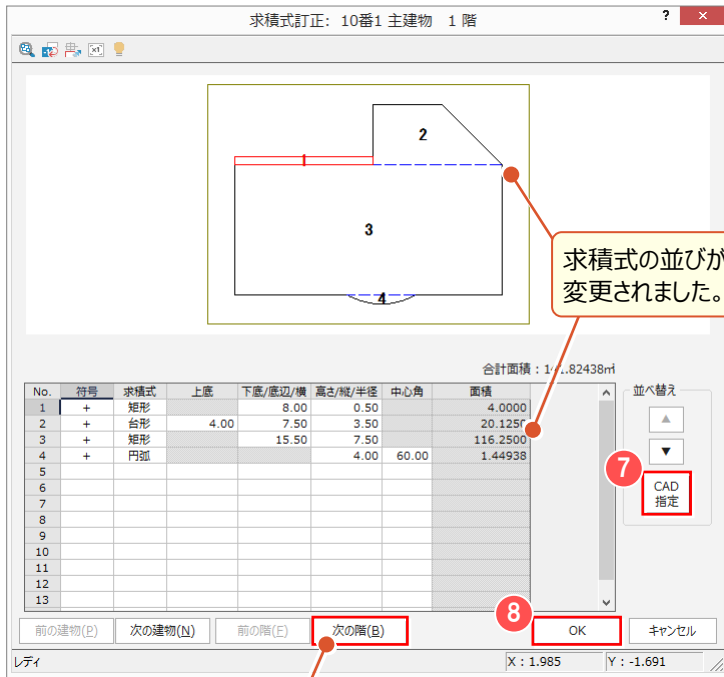 求積式訂正: 10番1 主建物 1 階
? ×
2
1
3
4
求積式の並びが
変更されました。
合計面積 : 14 .82438㎡
No. 符号 求積式 上底 下底/底辺/横 高さ/縦/半径 中心角 面積
1 + 矩形 8.00 0.50 4.0000
2 + 台形 4.00 7.50 3.50 20.1250
3 + 矩形 15.50 7.50 116.2500
4 + 円弧 4.00 60.00 1.44938
5
6
7
8
9
10
11
12
13
並べ替え
▲
▼
7
CAD
指定
8
前の建物(P) 次の建物(N) 前の階(F) 次の階(B) OK キャンセル
レディ X : 1.985 Y : -1.691